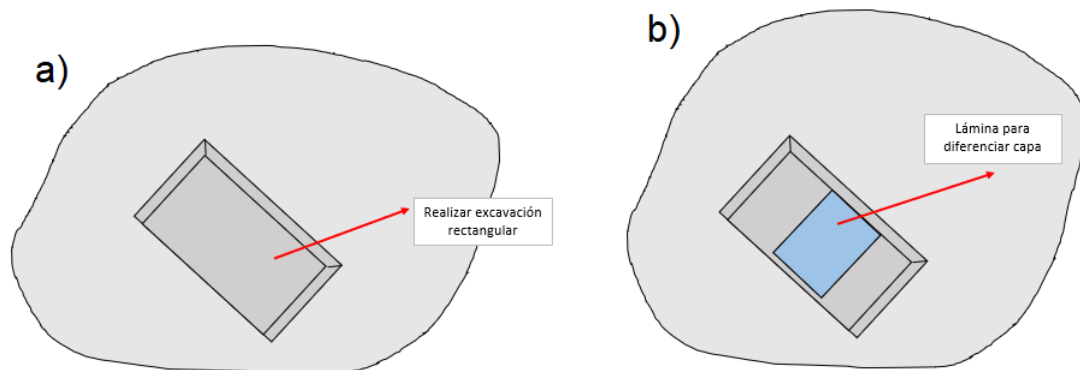 a)
Realizar excavación
rectangular
b)
Lámina para
diferenciar capa